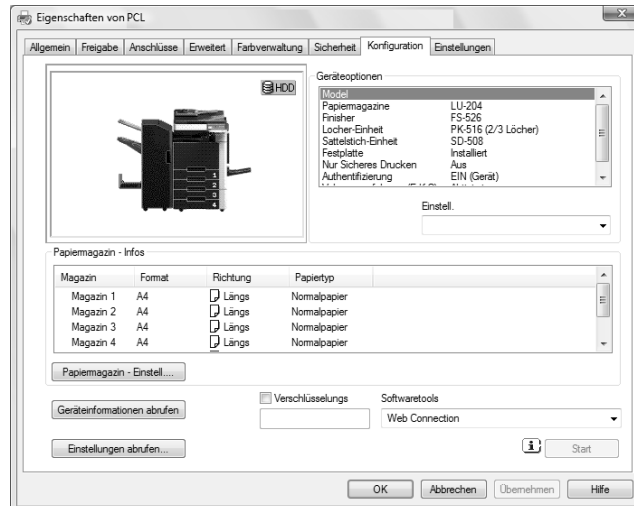 Eigenschaften von PCL
Allgemein Freigabe Anschlüsse Erweitert Farbverwaltung Sicherheit Konfiguration Einstellungen
HDD
1
2
3
4
Geräteoptionen
Model
Papiermagazine LU-204
Finisher FS-526
Locher-Einheit PK-516 (2/3 Löcher)
Sattelstich-Einheit SD-508
Festplatte Installiert
Nur Sicheres Drucken Aus
Authentifizierung EIN (Gerät)
Einstell.
Papiermagazin - Infos
Magazin Format Richtung Papiertyp
Magazin 1 A4 Längs Normalpapier
Magazin 2 A4 Längs Normalpapier
Magazin 3 A4 Längs Normalpapier
Magazin 4 A4 Längs Normalpapier
Papiermagazin - Einstell....
Geräteinformationen abrufen
Verschlüsselungs
Softwaretools
Web Connection
Einstellungen abrufen...
Start
OK Abbrechen Übernehmen Hilfe